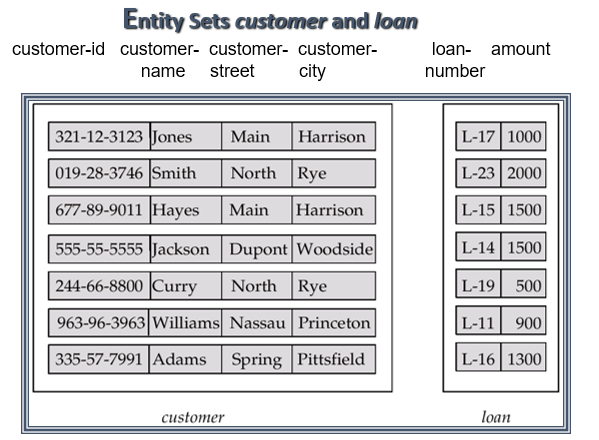 Entity Sets customer and loan
customer-id customer-name customer-street customer-city loan-number amount
321-12-3123 Jones Main Harrison L-17 1000
019-28-3746 Smith North Rye L-23 2000
677-89-9011 Hayes Main Harrison L-15 1500
555-55-5555 Jackson Dupont Woodside L-14 1500
244-66-8800 Curry North Rye L-19 500
963-96-3963 Williams Nassau Princeton L-11 900
335-57-7991 Adams Spring Pittsfield L-16 1300
customer loan